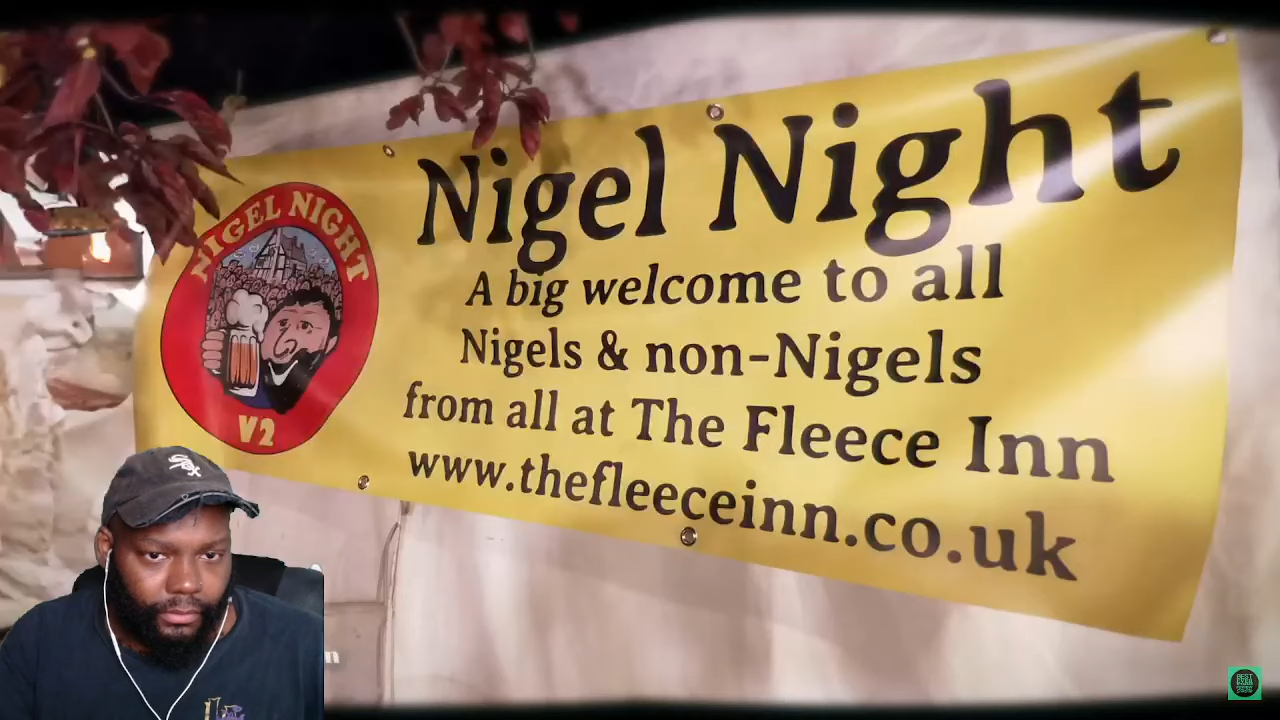 NIGEL NIGHT
V2
Nigel Night
A big welcome to all
Nigels & non-Nigels
from all at The Fleece Inn
www.thefleeceinn.co.uk
Sox